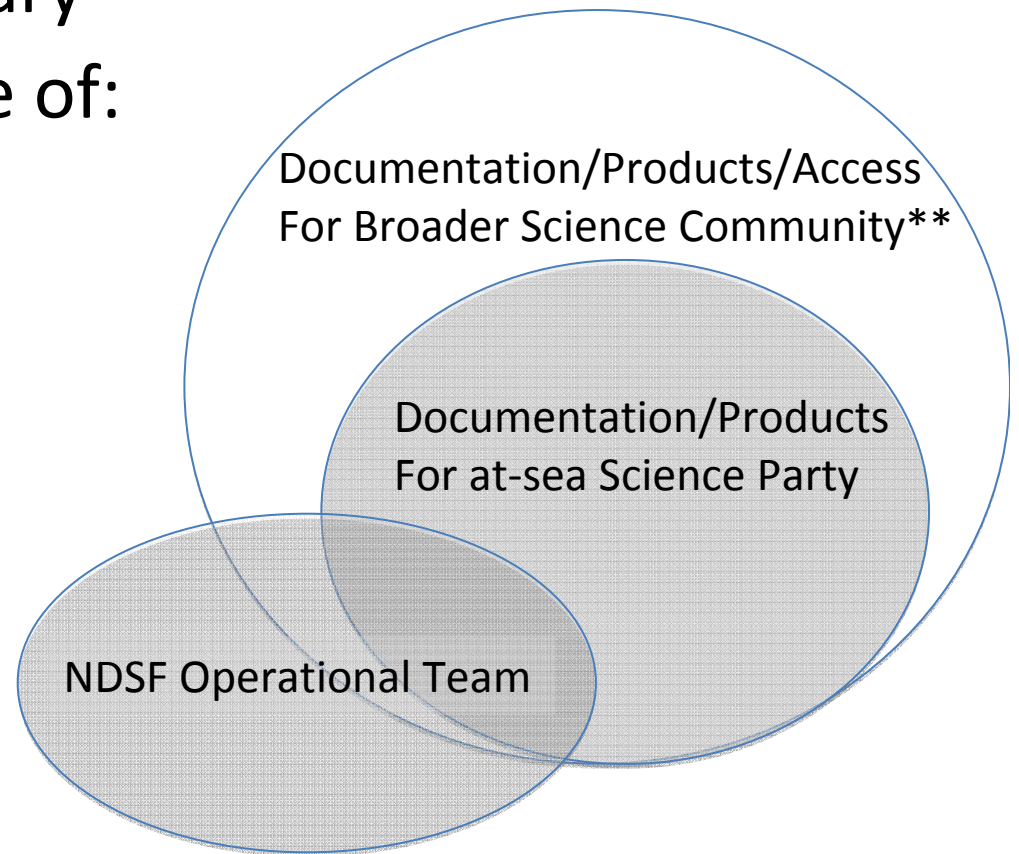 e of:
Documentation/Products/Access
For Broader Science Community**
Documentation/Products
For at-sea Science Party
NDSF Operational Team